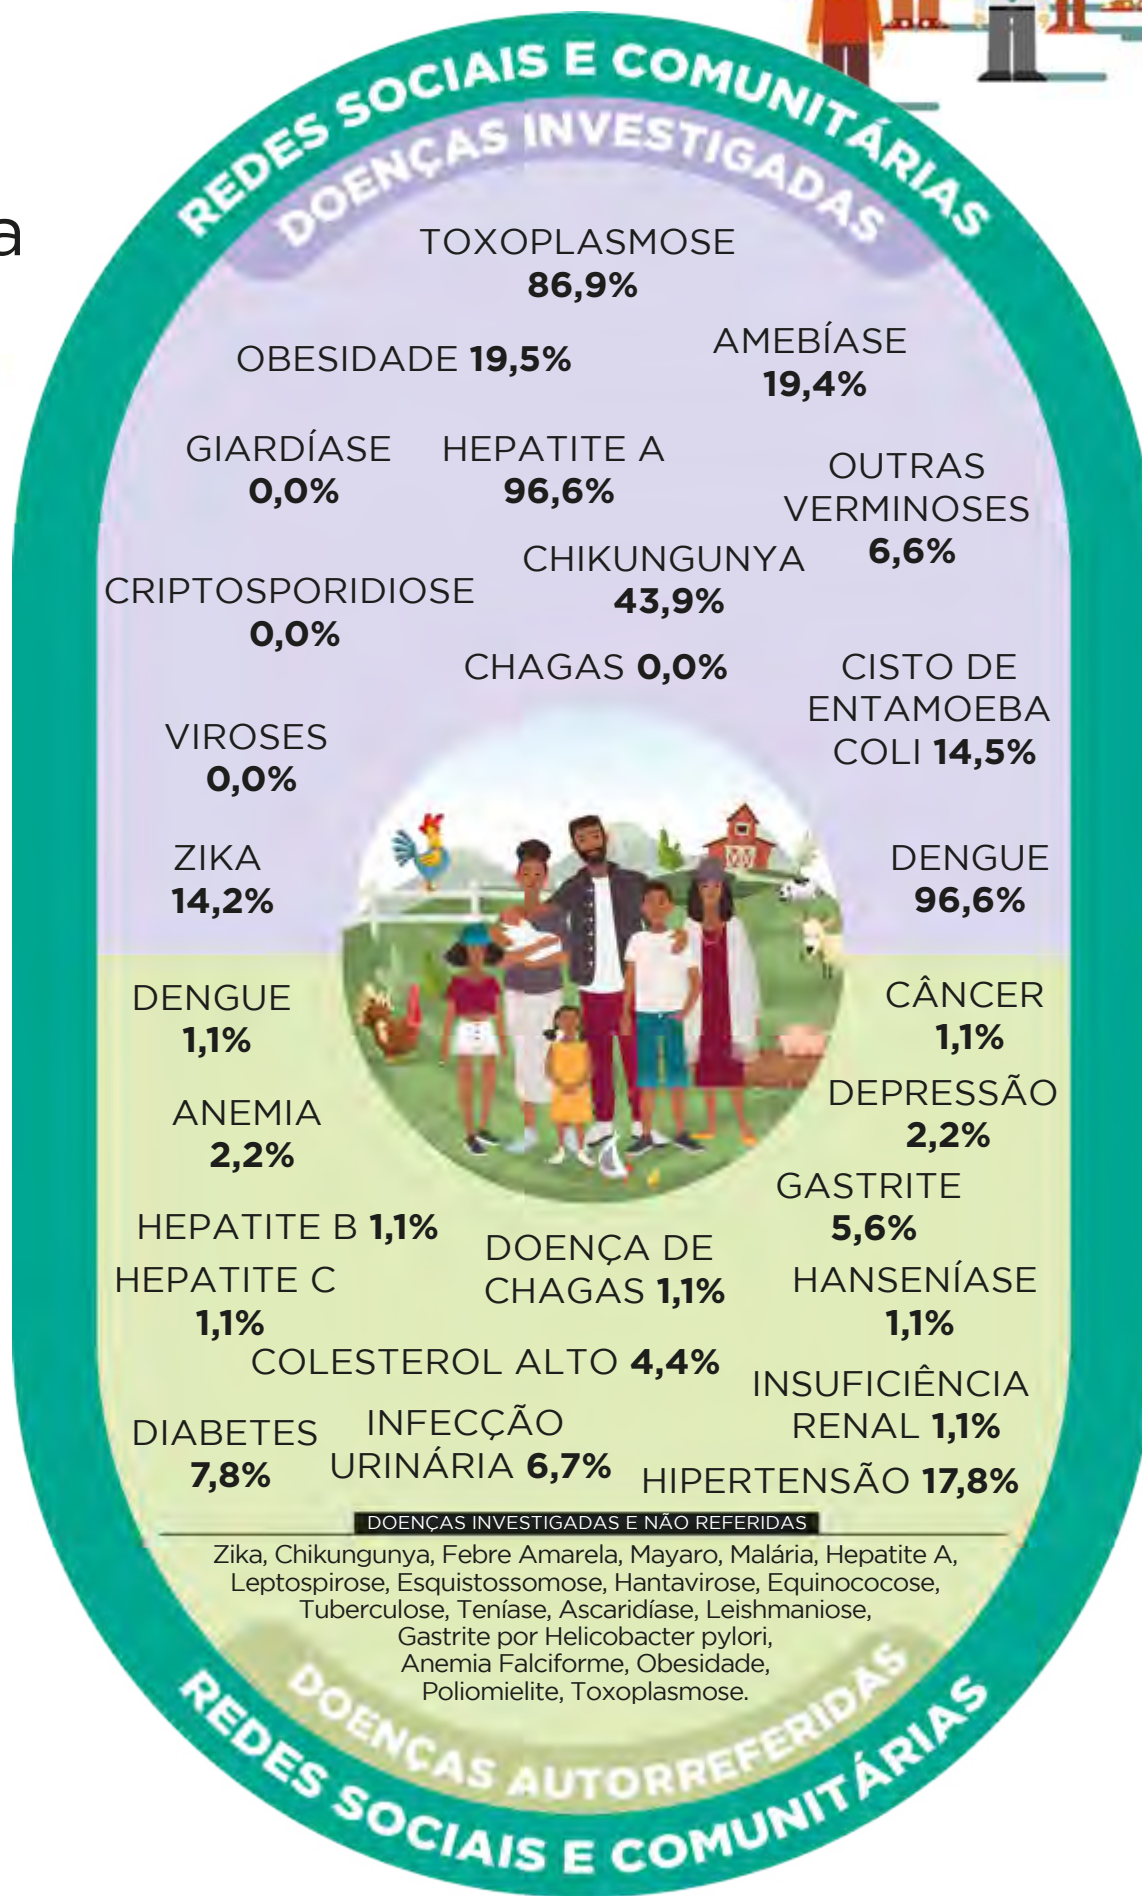 a
REDES SOCIAIS E COMUNITÁRIAS
DOENÇAS INVESTIGADAS
TOXOPLASMOSE
86,9%
OBESIDADE 19,5%
AMEBÍASE
19,4%
GIARDÍASE
0,0%
HEPATITE A
96,6%
OUTRAS
VERMINOSES
6,6%
CHIKUNGUNYA
43,9%
CRIPTOSPORIDIOSE
0,0%
CHAGAS 0,0%
CISTO DE
ENTAMOEBA
COLI 14,5%
VIROSES
0,0%
ZIKA
14,2%
DENGUE
96,6%
DENGUE
1,1%
CÂNCER
1,1%
ANEMIA
2,2%
DEPRESSÃO
2,2%
GASTRITE
5,6%
HEPATITE B 1,1%
DOENÇA DE
CHAGAS 1,1%
HEPATITE C
1,1%
HANSENÍASE
1,1%
COLESTEROL ALTO 4,4%
INSUFICIÊNCIA
RENAL 1,1%
DIABETES
7,8%
INFECÇÃO
URINÁRIA 6,7%
HIPERTENSÃO 17,8%
DOENÇAS INVESTIGADAS E NÃO REFERIDAS
Zika, Chikungunya, Febre Amarela, Mayaro, Malária, Hepatite A,
Leptospirose, Esquistossomose, Hantavirose, Equinococose,
Tuberculose, Teníase, Ascaridíase, Leishmaniose,
Gastrite por Helicobacter pylori,
Anemia Falciforme, Obesidade,
Poliomielite, Toxoplasmose.
DOENÇAS AUTORREFERIDAS
REDES SOCIAIS E COMUNITÁRIAS